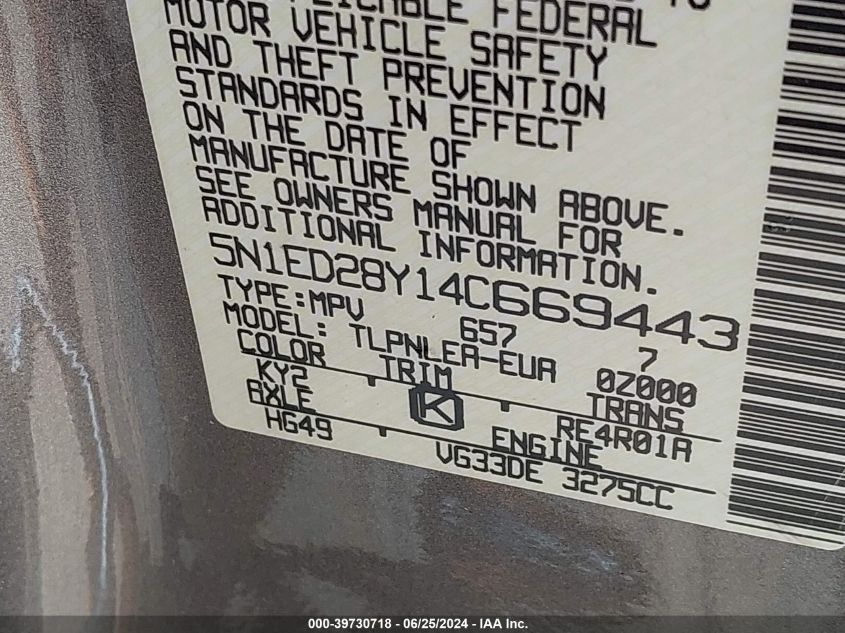 FEDERAL
MOTOR VEHICLE SAFETY
AND THEFT PREVENTION
STANDARDS IN EFFECT
ON THE DATE OF
MANUFACTURE SHOWN ABOVE.
SEE OWNERS MANUAL FOR
ADDITIONAL INFORMATION.
5N1ED28Y14C669443
TYPE:MPV 657 7
MODEL: TLPNLEA-EUA 0Z000
COLOR TRIM TRANS
KY2 K RE4R01A
AXLE ENGINE
HG49 VG33DE 3275CC
000-39730718 / 06/25/2024 - IAA Inc.